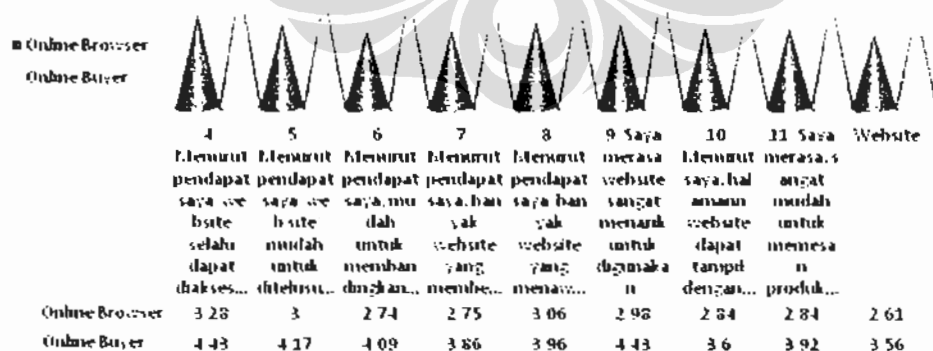 Online Browser
Online Buyer
4 5 6 7 8 9 Saya 10 11 Saya Website
Menurut Menurut Menurut Menurut Menurut merasa Menurut merasa,s
pendapat pendapat pendapat pendapat pendapat website saya,hal angat
saya,we saya,we saya,mu saya,ban saya,ban sangat amann mudah
bsite bsite dah yak yak menarik website untuk
selalu mudah untuk website website untuk dapat memesa
dapat untuk memban yang yang digunaka tampil n
diakses... ditelusu... dingkan... membe... menaw... n dengan... produk...
Online Browser 3.28 3 2.74 2.75 3.06 2.98 2.84 2.84 2.61
Online Buyer 4.43 4.17 4.09 3.86 3.96 4.43 3.6 3.92 3.56